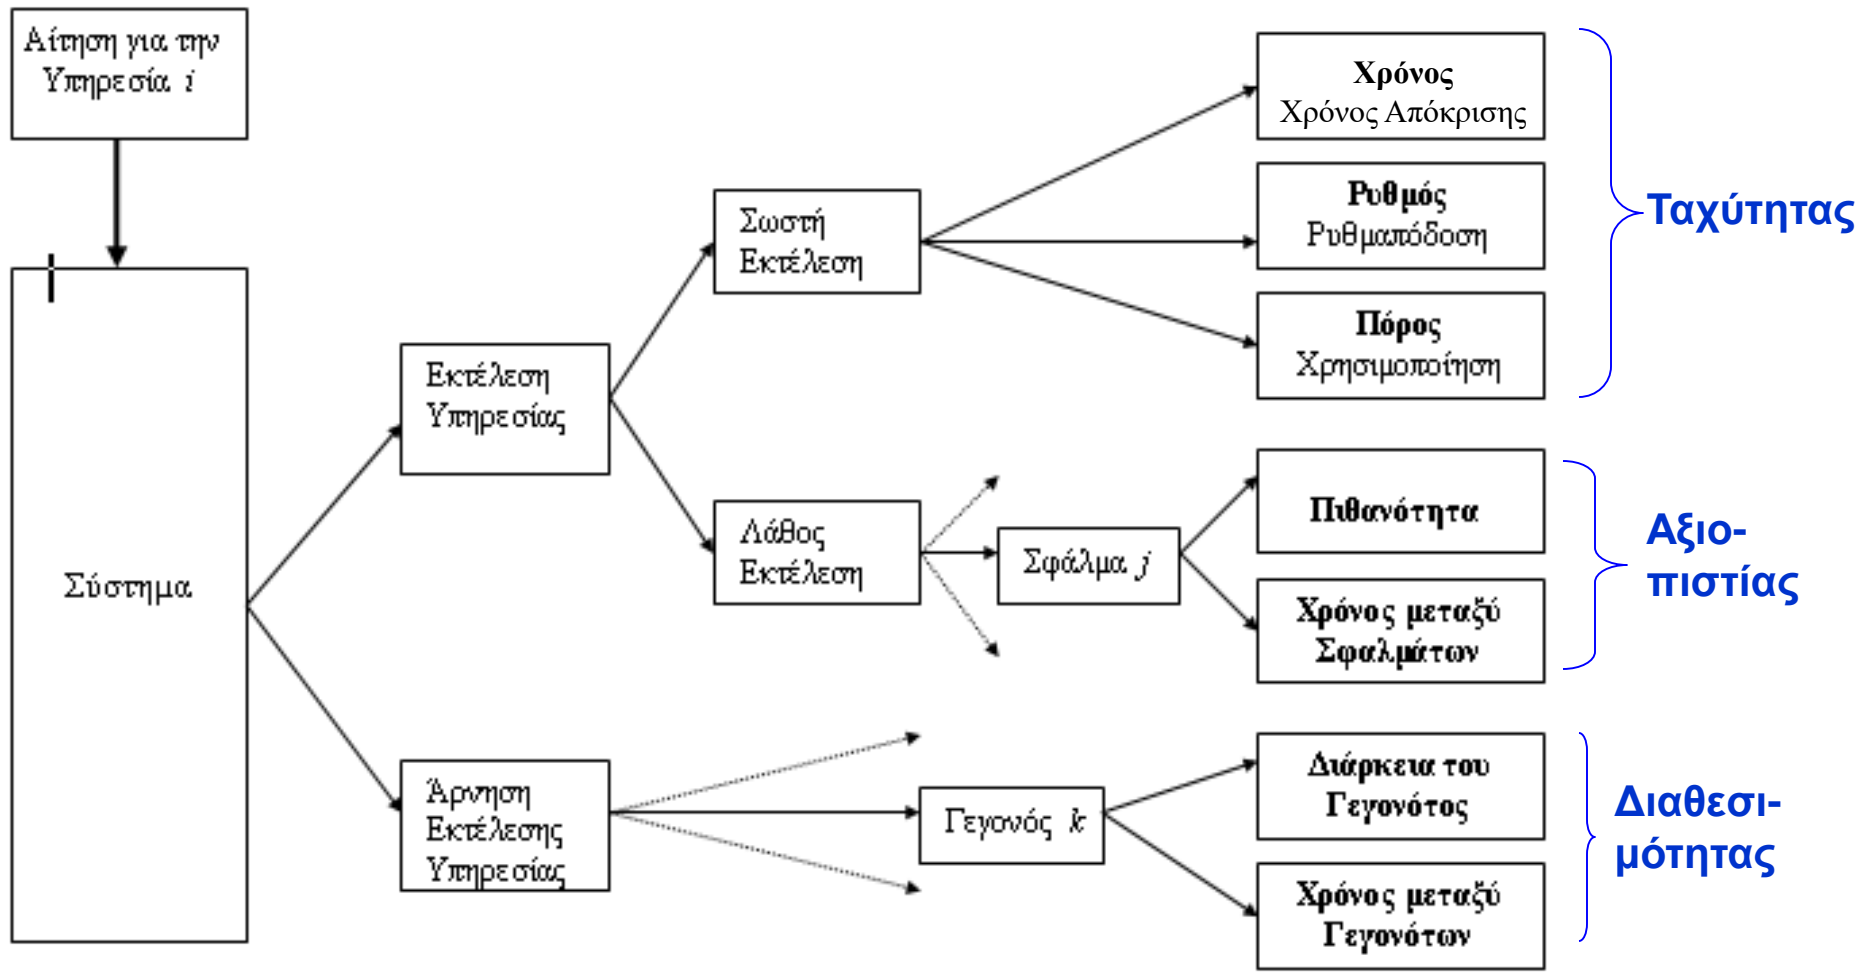 Αίτηση για την
Υπηρεσία i
Σύστημα
Εκτέλεση
Υπηρεσίας
Άρνηση
Εκτέλεσης
Υπηρεσίας
Σωστή
Εκτέλεση
Λάθος
Εκτέλεση
Σφάλμα j
Γεγονός k
Χρόνος
Χρόνος Απόκρισης
Ρυθμός
Ρυθμαπόδοση
Πόρος
Χρησιμοποίηση
Πιθανότητα
Χρόνος μεταξύ
Σφαλμάτων
Διάρκεια του
Γεγονότος
Χρόνος μεταξύ
Γεγονότων
Ταχύτητας
Αξιο-
πιστίας
Διαθεσι-
μότητας